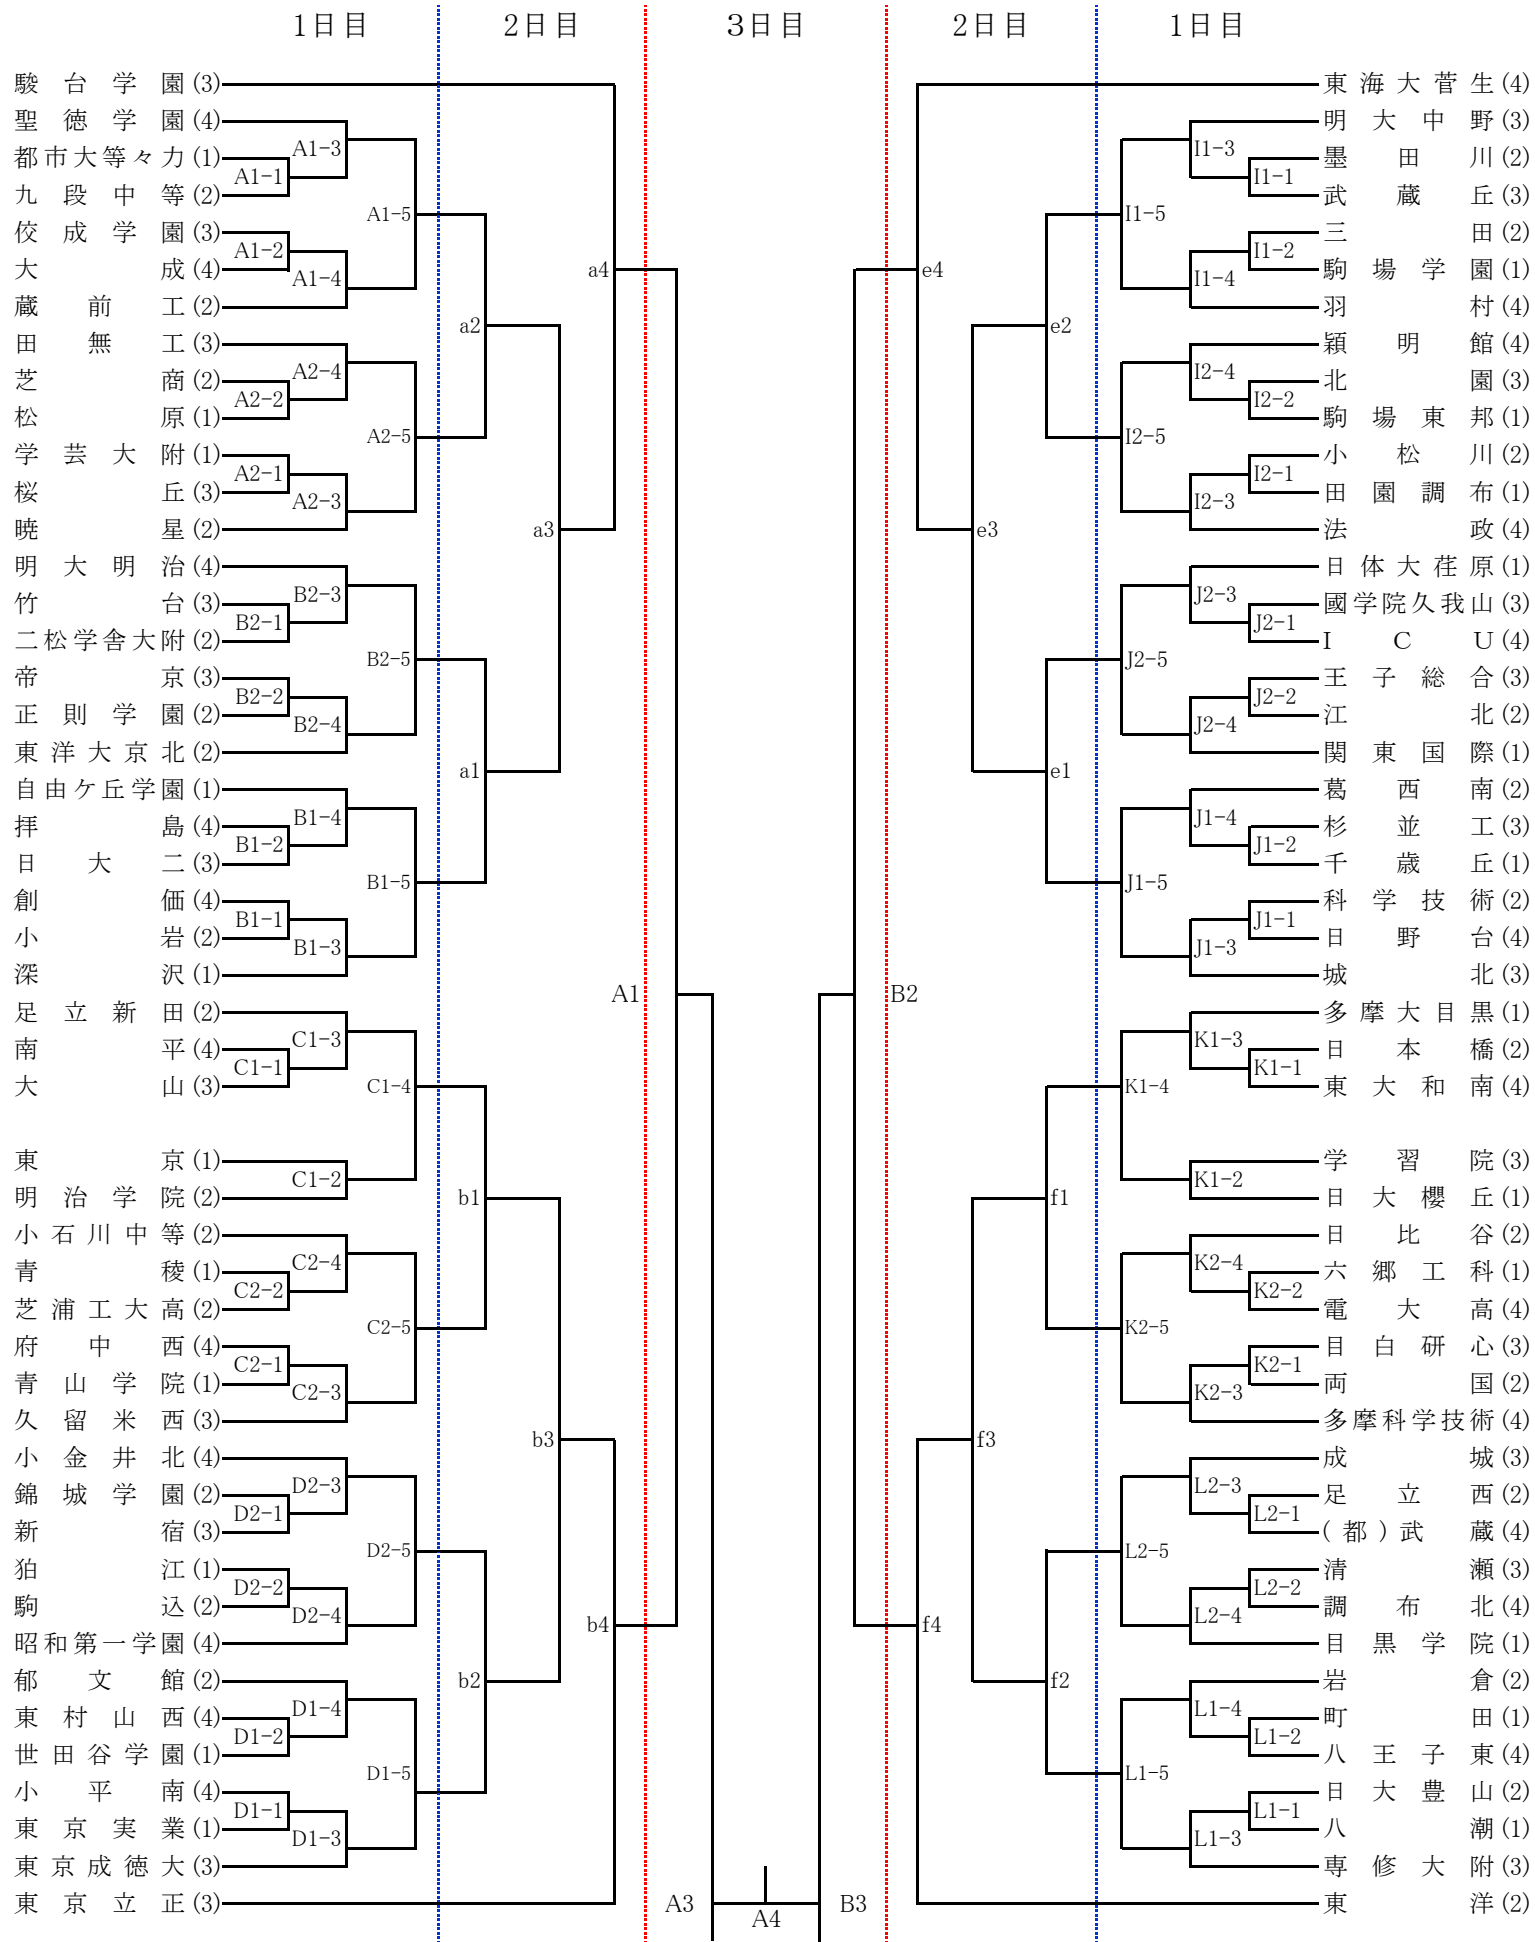 1日目 2日目 3日目 2日目 1日目
駿台学園(3) 東海大菅生(4)
聖徳学園(4) 明大中野(3)
A1-3 I1-3
都市大等々力(1) 墨田川(2)
A1-1 I1-1
九段中等(2) 武蔵丘(3)
A1-5 I1-5
佼成学園(3) 三田(2)
A1-2 I1-2
大成(4) a4 e4 駒場学園(1)
A1-4 I1-4
蔵前工(2) 羽村(4)
a2 e2
田無工(3) 穎明館(4)
A2-4 I2-4
芝商(2) 北園(3)
A2-2 I2-2
松原(1) 駒場東邦(1)
A2-5 I2-5
学芸大附(1) 小松川(2)
A2-1 I2-1
桜丘(3) 田園調布(1)
A2-3 I2-3
暁星(2) a3 e3 法政(4)
明大明治(4) 日体大荏原(1)
B2-3 J2-3
竹台(3) 國学院久我山(3)
B2-1 J2-1
二松学舎大附(2) ICU(4)
B2-5 J2-5
帝京(3) 王子総合(3)
B2-2 J2-2
正則学園(2) 江北(2)
B2-4 J2-4
東洋大京北(2) 関東国際(1)
a1 e1
自由ケ丘学園(1) 葛西南(2)
B1-4 J1-4
拝島(4) 杉並工(3)
B1-2 J1-2
日大二(3) 千歳丘(1)
B1-5 J1-5
創価(4) 科学技術(2)
B1-1 J1-1
小岩(2) 日野台(4)
B1-3 J1-3
深沢(1) 城北(3)
A1 B2
足立新田(2) 多摩大目黒(1)
C1-3 K1-3
南平(4) 日本橋(2)
C1-1 K1-1
大山(3) C1-4 K1-4 東大和南(4)
東京(1) 学習院(3)
C1-2 K1-2
明治学院(2) b1 f1 日大櫻丘(1)
小石川中等(2) 日比谷(2)
C2-4 K2-4
青稜(1) 六郷工科(1)
C2-2 K2-2
芝浦工大高(2) 電大高(4)
C2-5 K2-5
府中西(4) 目白研心(3)
C2-1 K2-1
青山学院(1) 両国(2)
C2-3 K2-3
久留米西(3) 多摩科学技術(4)
b3 f3
小金井北(4) 成城(3)
D2-3 L2-3
錦城学園(2) 足立西(2)
D2-1 L2-1
新宿(3) (都)武蔵(4)
D2-5 L2-5
狛江(1) 清瀬(3)
D2-2 L2-2
駒込(2) 調布北(4)
D2-4 b4 f4 L2-4
昭和第一学園(4) 目黒学院(1)
郁文館(2) b2 f2 岩倉(2)
D1-4 L1-4
東村山西(4) 町田(1)
D1-2 L1-2
世田谷学園(1) 八王子東(4)
D1-5 L1-5
小平南(4) 日大豊山(2)
D1-1 L1-1
東京実業(1) 八潮(1)
D1-3 L1-3
東京成徳大(3) 専修大附(3)
東京立正(3) A3 B3 東洋(2)
A4